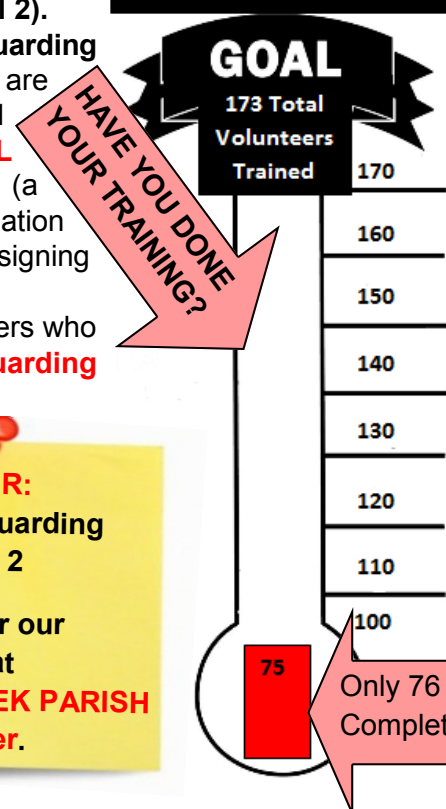 2).
uarding
are
L
(a
ation
signing
ers who
uarding
HAVE YOU DONE
YOUR TRAINING?
R:
uarding
2
r our
at
EK PARISH
er.
GOAL
173 Total
Volunteers
Trained
170
160
150
140
130
120
110
100
75
Only 76
Complet